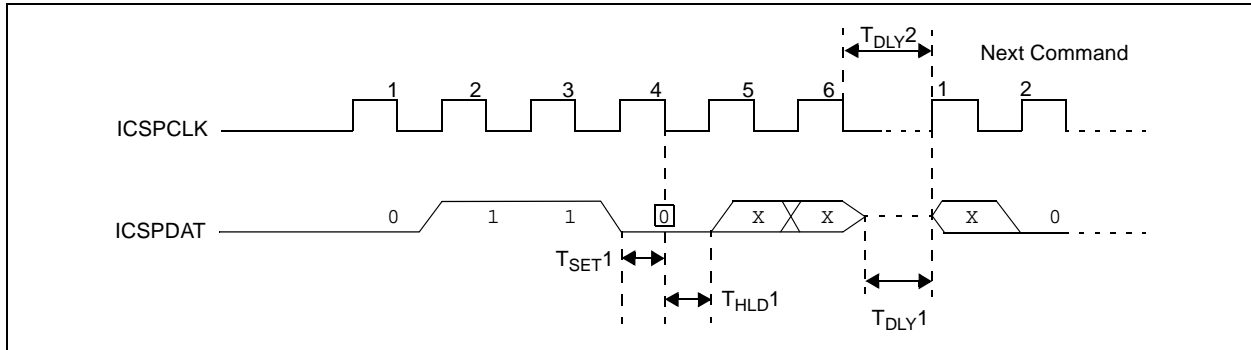 TDLY2
Next Command
1 2 3 4 5 6 1 2
ICSPCLK
0 1 1 0 X X X 0
ICSPDAT
TSET1
THLD1
TDLY1